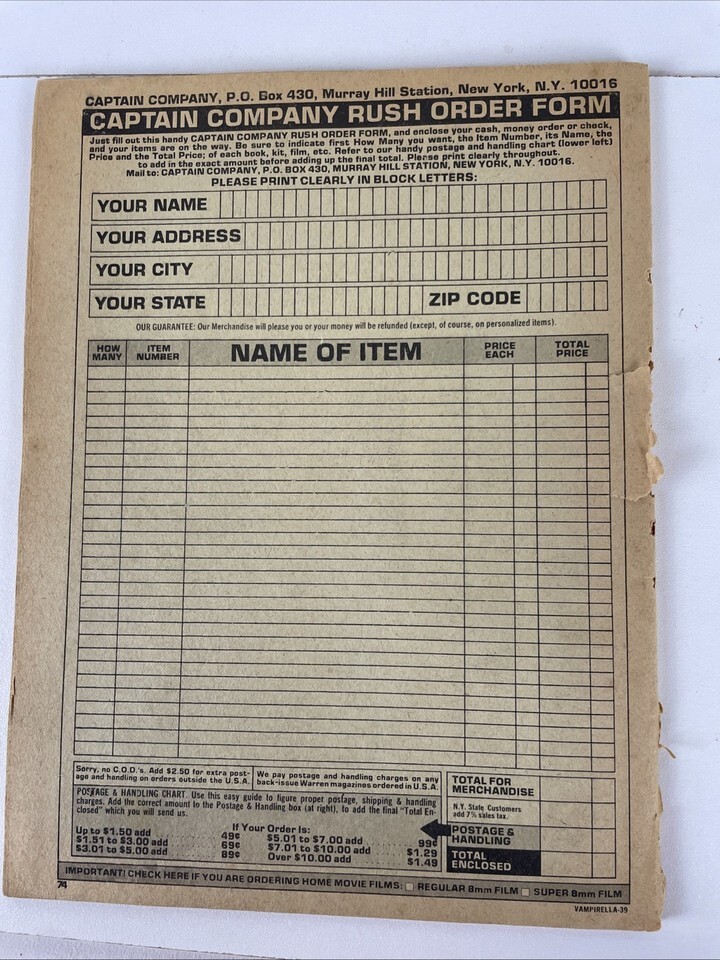 CAPTAIN COMPANY, P.O. Box 430, Murray Hill Station, New York, N.Y. 10016
CAPTAIN COMPANY RUSH ORDER FORM
Just fill out this handy CAPTAIN COMPANY RUSH ORDER FORM, and enclose your cash, money order or check,
and your items are on the way. Be sure to indicate first How Many you want, the Item Number, its Name, the
Price and the Total Price; of each book, kit, film, etc. Refer to our handy postage and handling chart (lower left)
to add in the exact amount before adding up the final total. Please print clearly throughout.
Mail to: CAPTAIN COMPANY, P.O. BOX 430, MURRAY HILL STATION, NEW YORK, N.Y. 10016.
PLEASE PRINT CLEARLY IN BLOCK LETTERS:
YOUR NAME
YOUR ADDRESS
YOUR CITY
YOUR STATE ZIP CODE
OUR GUARANTEE: Our Merchandise will please you or your money will be refunded (except, of course, on personalized items).
HOW MANY ITEM NUMBER NAME OF ITEM PRICE EACH TOTAL PRICE
Sorry, no C.O.D.'s. Add $2.50 for extra post-
age and handling on orders outside the U.S.A.
We pay postage and handling charges on any
back-issue Warren magazines ordered in U.S.A.
POSTAGE & HANDLING CHART. Use this easy guide to figure proper postage, shipping & handling
charges. Add the correct amount to the Postage & Handling box (at right), to add the final "Total En-
closed" which you will send us.
If Your Order Is:
Up to $1.50 add 49¢
$1.51 to $3.00 add 69¢
$3.01 to $5.00 add 89¢
$5.01 to $7.00 add 99¢
$7.01 to $10.00 add $1.29
Over $10.00 add $1.49
TOTAL FOR
MERCHANDISE
N.Y. State Customers
add 7% sales tax.
POSTAGE &
HANDLING
TOTAL
ENCLOSED
IMPORTANT! CHECK HERE IF YOU ARE ORDERING HOME MOVIE FILMS: REGULAR 8mm FILM SUPER 8mm FILM
74
VAMPIRELLA-39